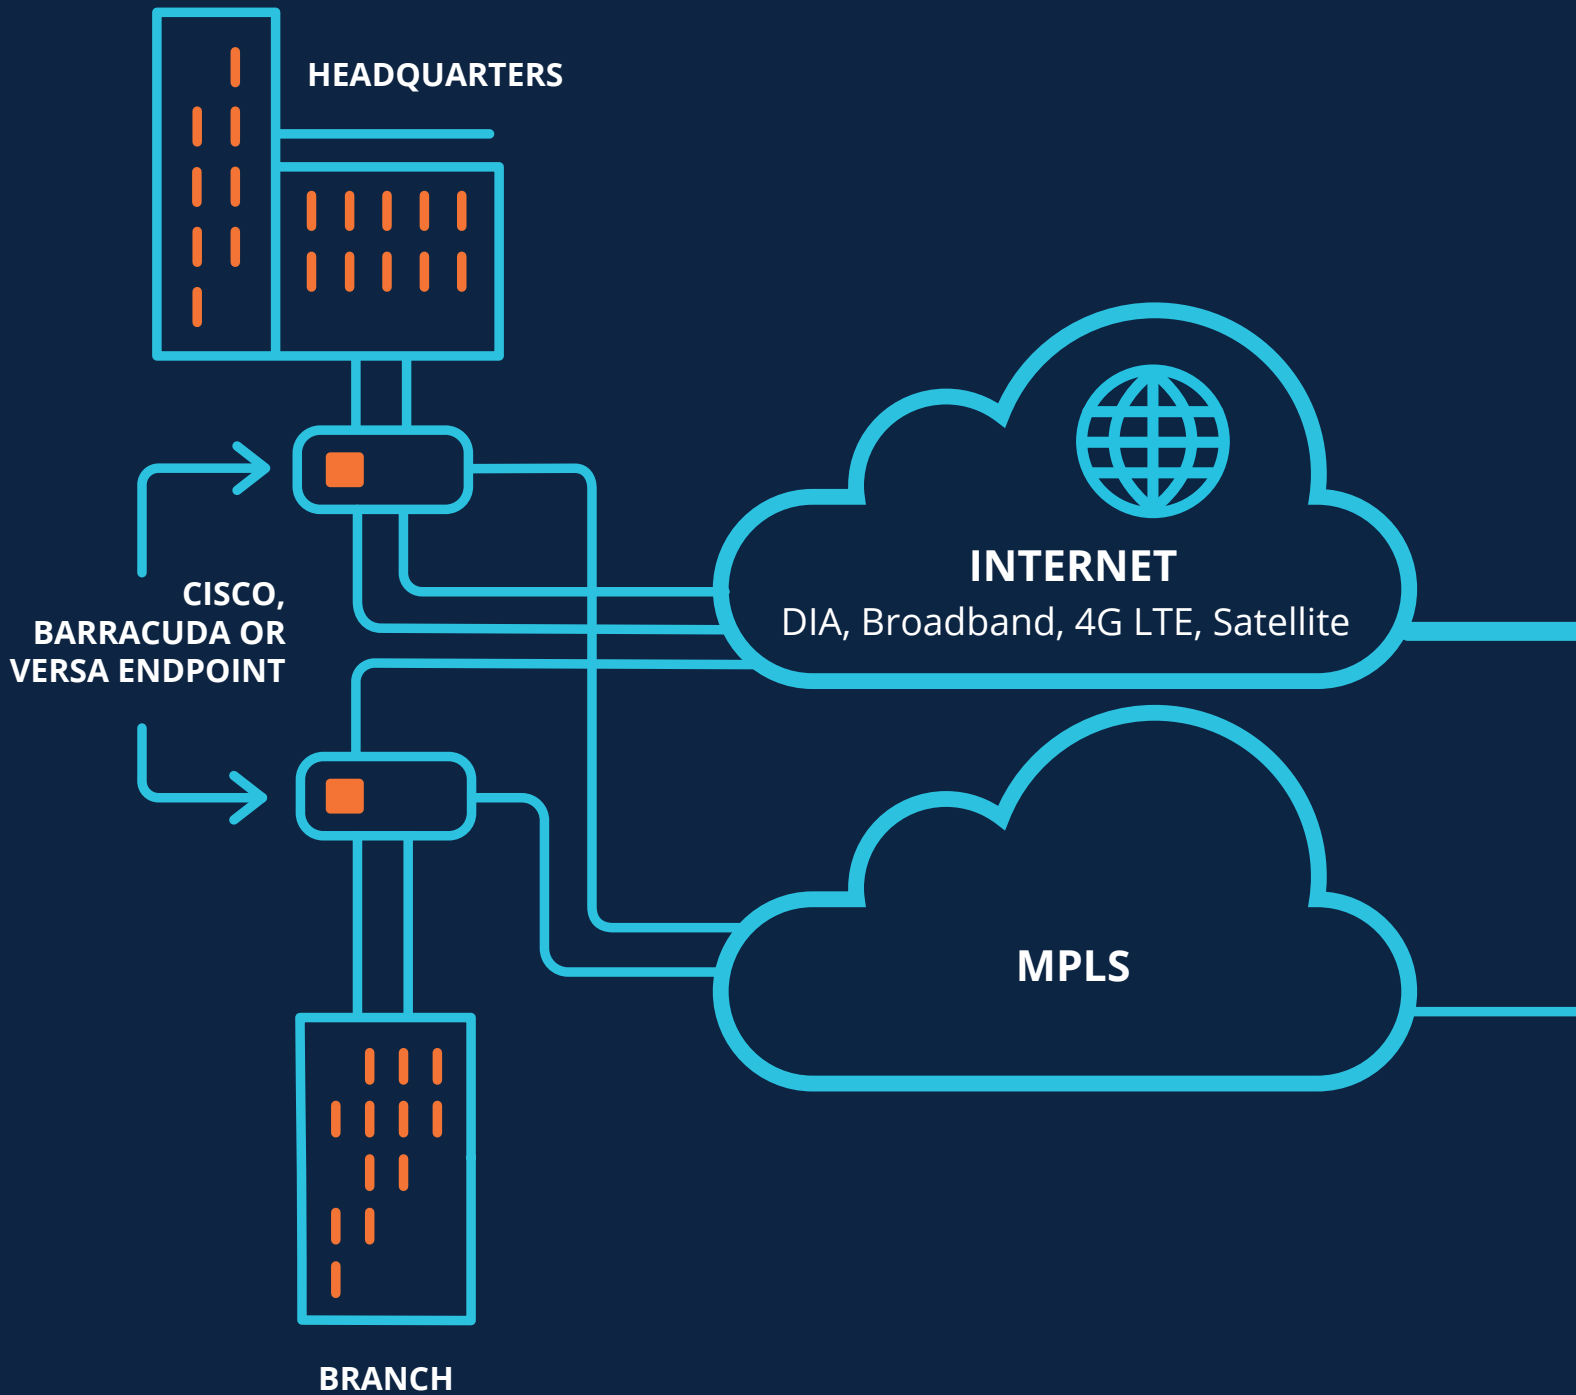 HEADQUARTERS
CISCO,
BARRACUDA OR
VERSA ENDPOINT
INTERNET
DIA, Broadband, 4G LTE, Satellite
MPLS
BRANCH